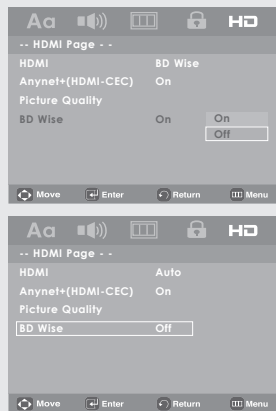 Aa HD
-- HDMI Page - -
HDMI BD Wise
Anynet+(HDMI-CEC) On
Picture Quality
BD Wise On On
Off
Move Enter Return Menu
Aa HD
-- HDMI Page - -
HDMI Auto
Anynet+(HDMI-CEC) On
Picture Quality
BD Wise Off
Move Enter Return Menu